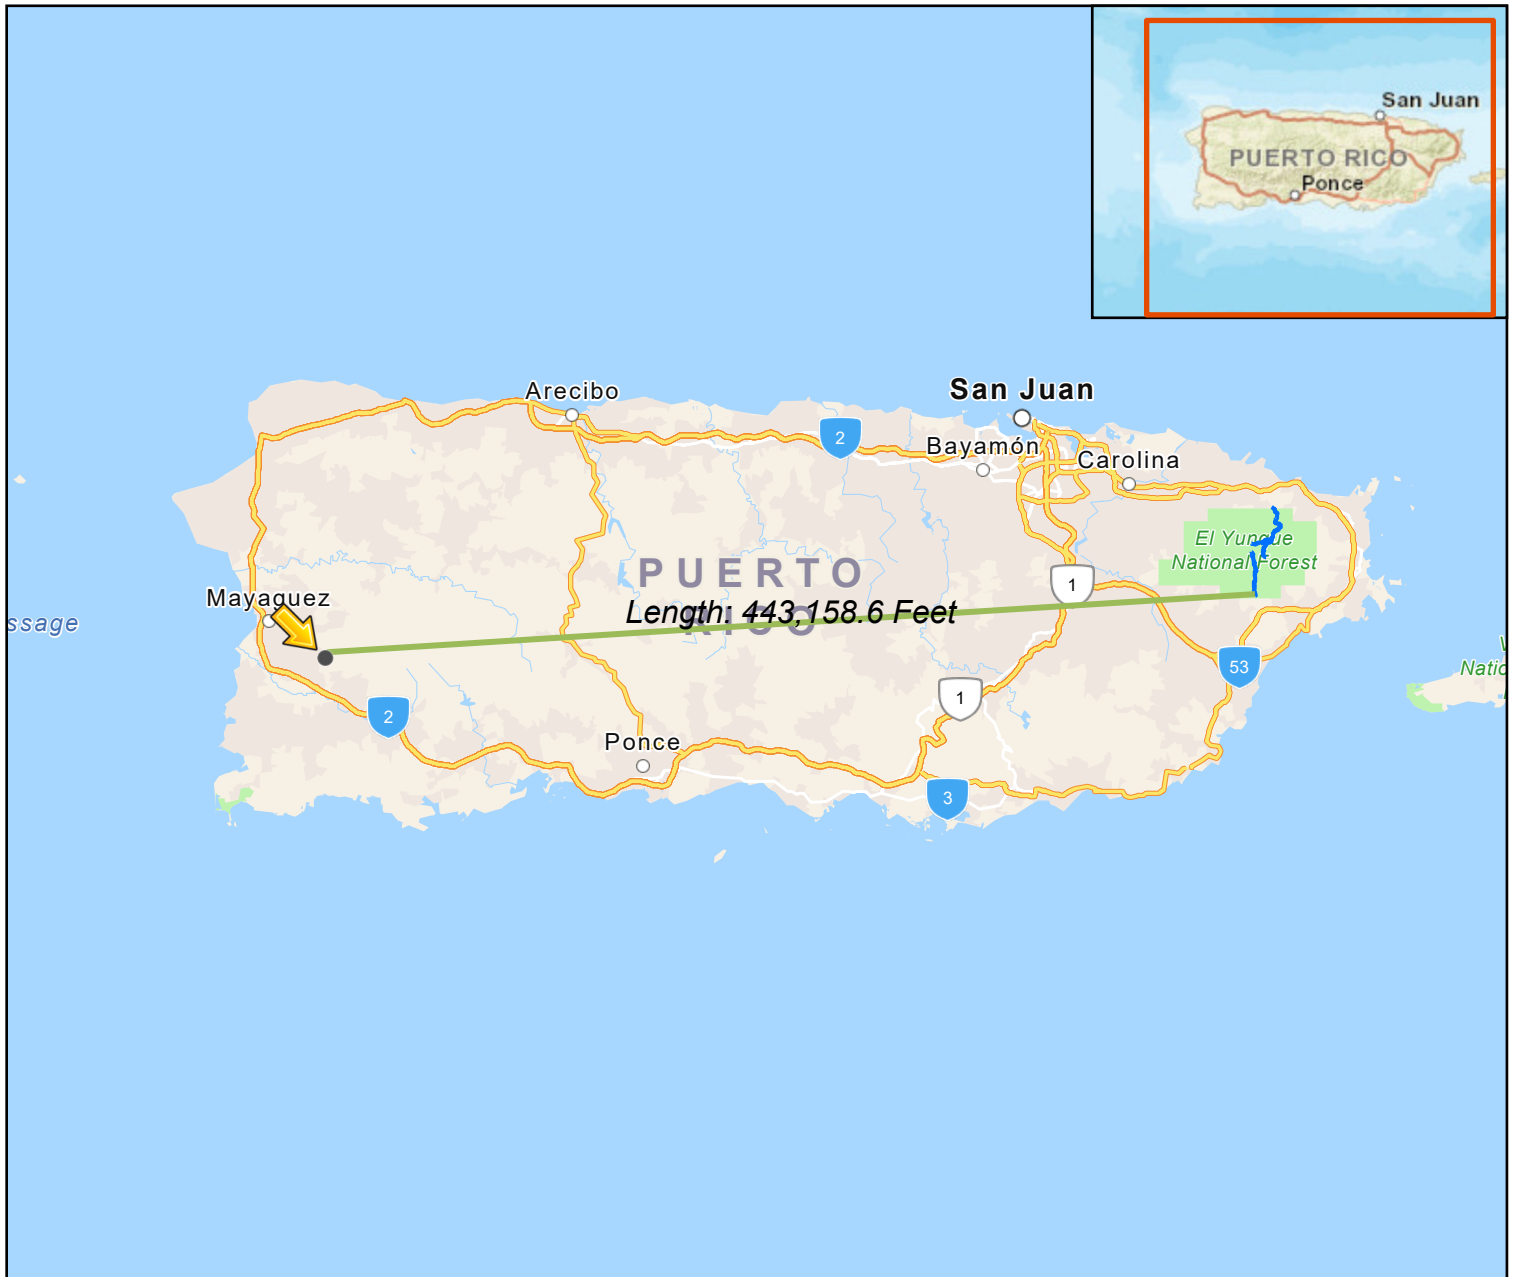 San Juan
PUERTO RICO
Ponce
Arecibo
San Juan
2
Bayamón
Carolina
El Yunque
National Forest
PUERTO
RICO
1
Mayaguez
Length: 443,158.6 Feet
ssage
53
Natio
1
2
Ponce
3